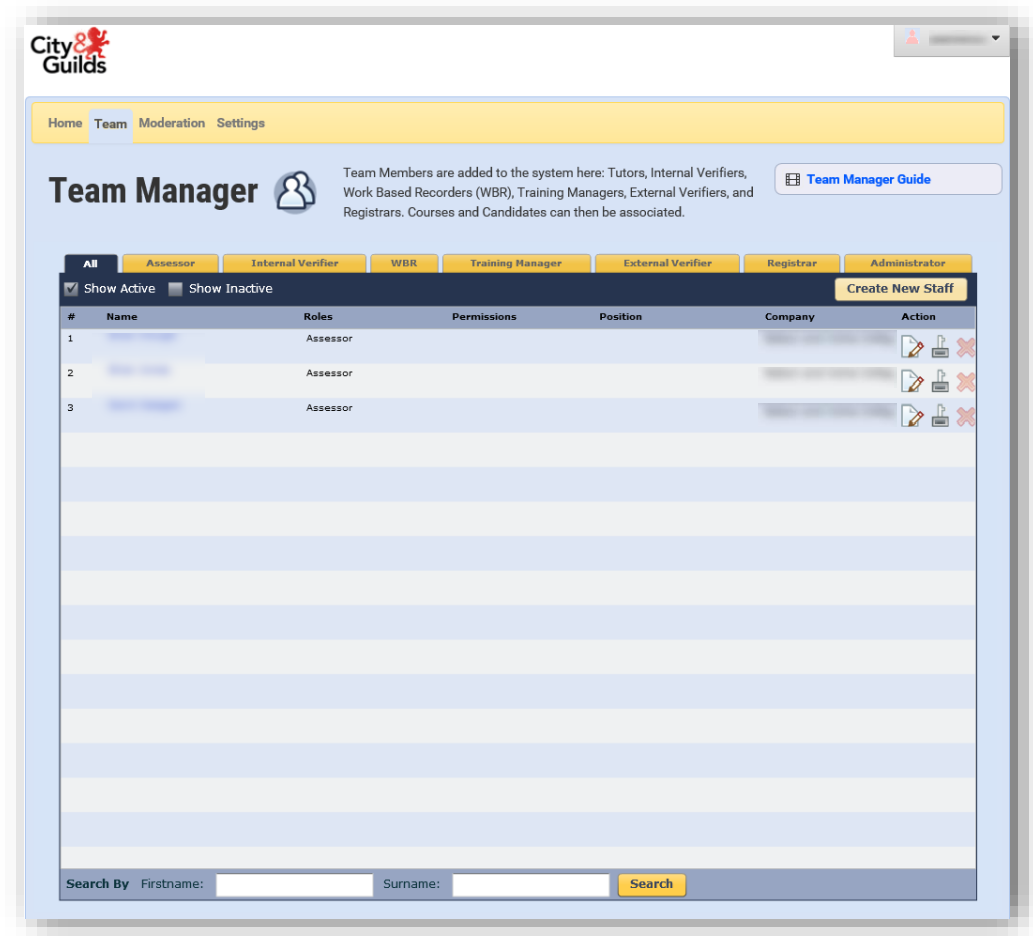 City&
Guilds
Home Team Moderation Settings
Team Manager
Team Members are added to the system here: Tutors, Internal Verifiers,
Work Based Recorders (WBR), Training Managers, External Verifiers, and
Registrars. Courses and Candidates can then be associated.
Team Manager Guide
All Assessor Internal Verifier WBR Training Manager External Verifier Registrar Administrator
Show Active Show Inactive Create New Staff
# Name Roles Permissions Position Company Action
1 Assessor
2 Assessor
3 Assessor
Search By Firstname: Surname: Search